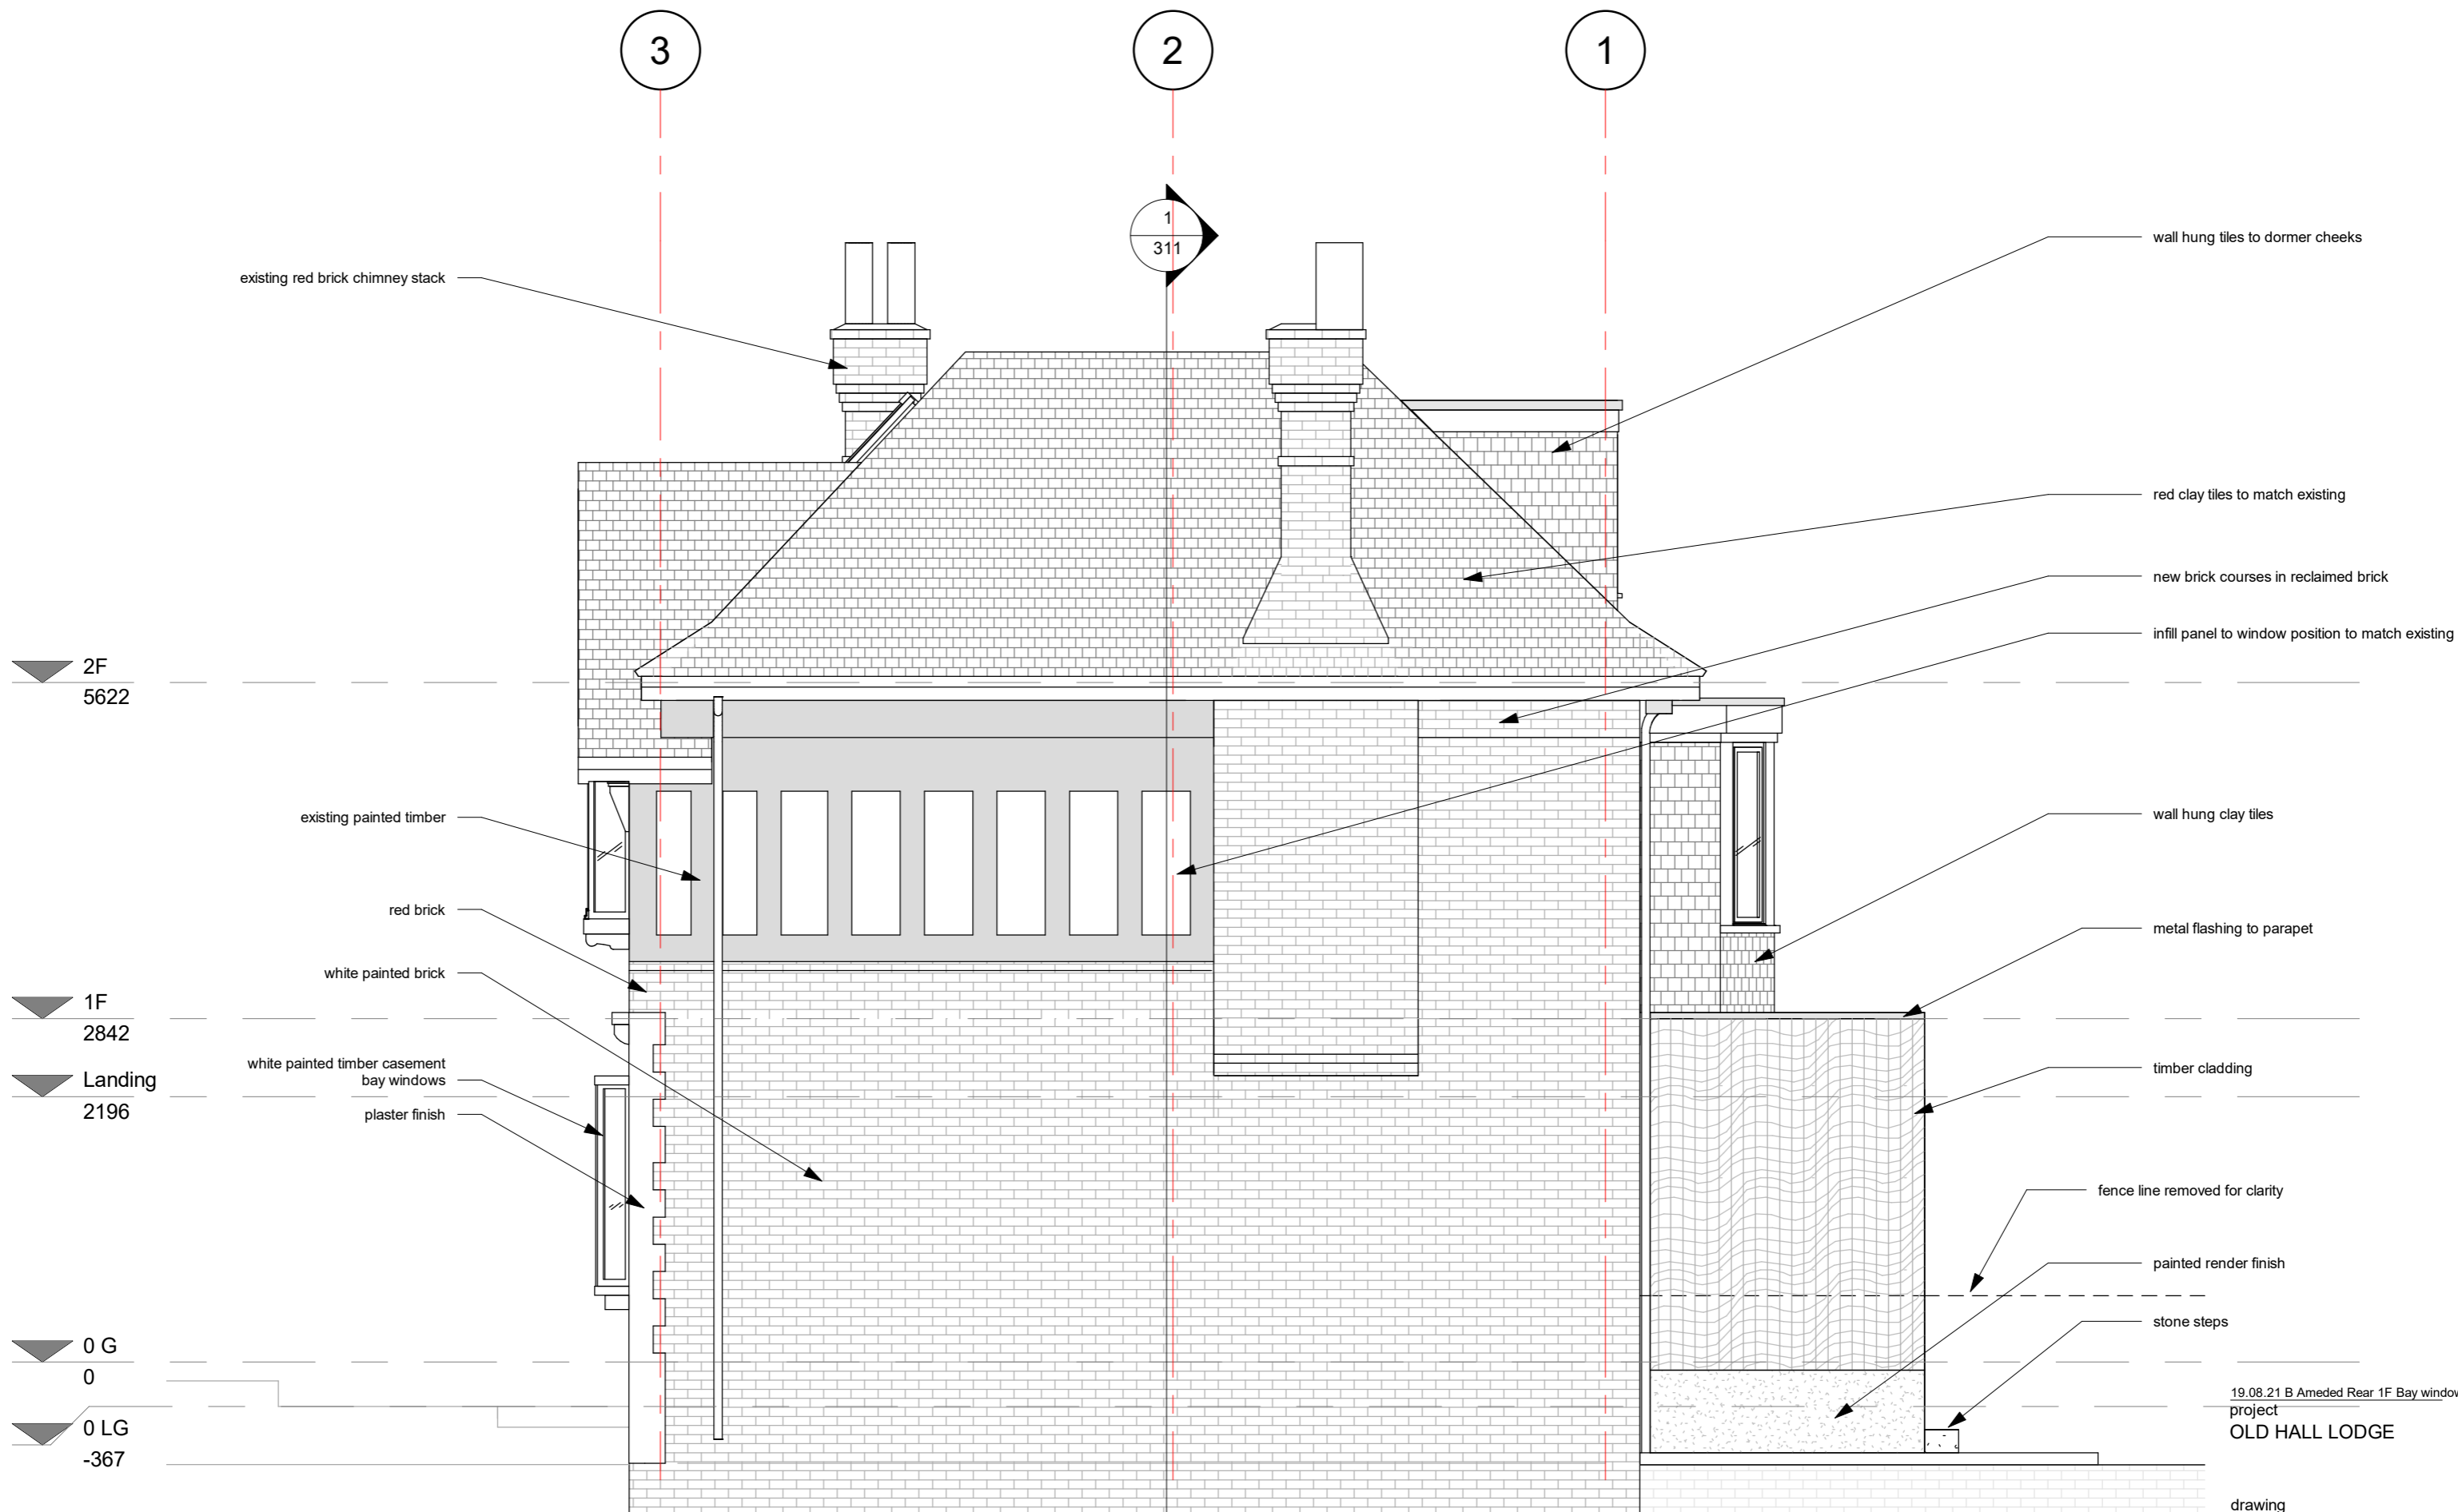 3
2
1
1
311
existing red brick chimney stack
wall hung tiles to dormer cheeks
red clay tiles to match existing
new brick courses in reclaimed brick
infill panel to window position to match existing
2F
5622
existing painted timber
wall hung clay tiles
red brick
metal flashing to parapet
white painted brick
1F
2842
white painted timber casement
bay windows
timber cladding
Landing
2196
plaster finish
fence line removed for clarity
painted render finish
stone steps
0 G
0
19.08.21 B Ameded Rear 1F Bay window
project
OLD HALL LODGE
0 LG
-367
drawing